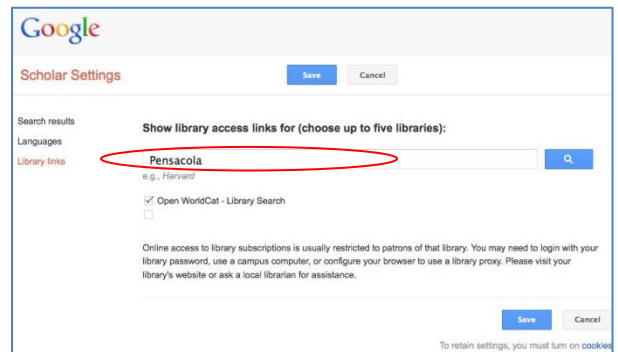 Google
Scholar Settings
Save Cancel
Search results
Languages
Library links
Show library access links for (choose up to five libraries):
Pensacola
e.g., Harvard
Open WorldCat - Library Search
Online access to library subscriptions is usually restricted to patrons of that library. You may need to login with your
library password, use a campus computer, or configure your browser to use a library proxy. Please visit your
library's website or ask a local librarian for assistance.
Save Cancel
To retain settings, you must turn on cookies